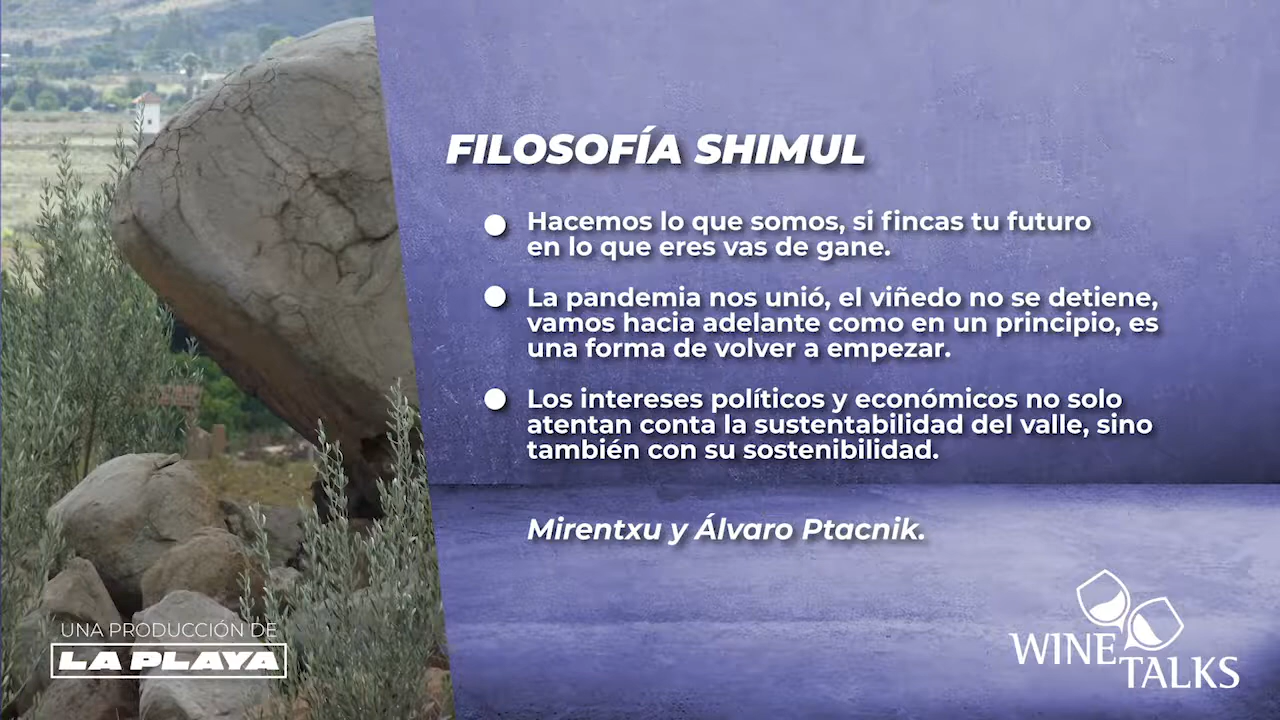 FILOSOFÍA SHIMUL
Hacemos lo que somos, si fincas tu futuro
en lo que eres vas de gane.
La pandemia nos unió, el viñedo no se detiene,
vamos hacia adelante como en un principio, es
una forma de volver a empezar.
Los intereses políticos y económicos no solo
atentan conta la sustentabilidad del valle, sino
también con su sostenibilidad.
Mirentxu y Álvaro Ptacnik.
UNA PRODUCCIÓN DE
LA PLAYA
WINE
TALKS